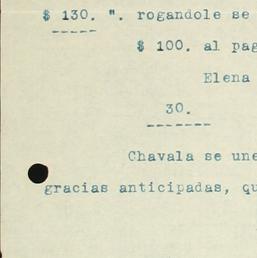 $ 130. ". rogandole se
$ 100. al pag
Elena
30.
Chavala se une
gracias anticipadas, qu